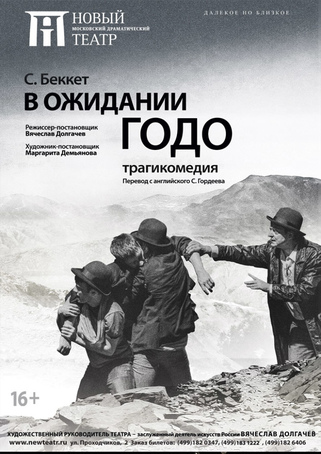 НОВЫЙ
МОСКОВСКИЙ ДРАМАТИЧЕСКИЙ
ТЕАТР
ДАЛЕКОЕ НО БЛИЗКОЕ
С. Беккет
В ОЖИДАНИИ
ГОДО
Режиссер-постановщик
Вячеслав Долгачев
Художник-постановщик
Маргарита Демьянова
трагикомедия
Перевод с английского С. Гордеева
16+
ХУДОЖЕСТВЕННЫЙ РУКОВОДИТЕЛЬ ТЕАТРА – заслуженный деятель искусств России ВЯЧЕСЛАВ ДОЛГАЧЕВ
www.newteatr.ru ул. Проходчиков, 2 Заказ билетов: (499)182 0347, (499)183 1222 , (499)182 6406